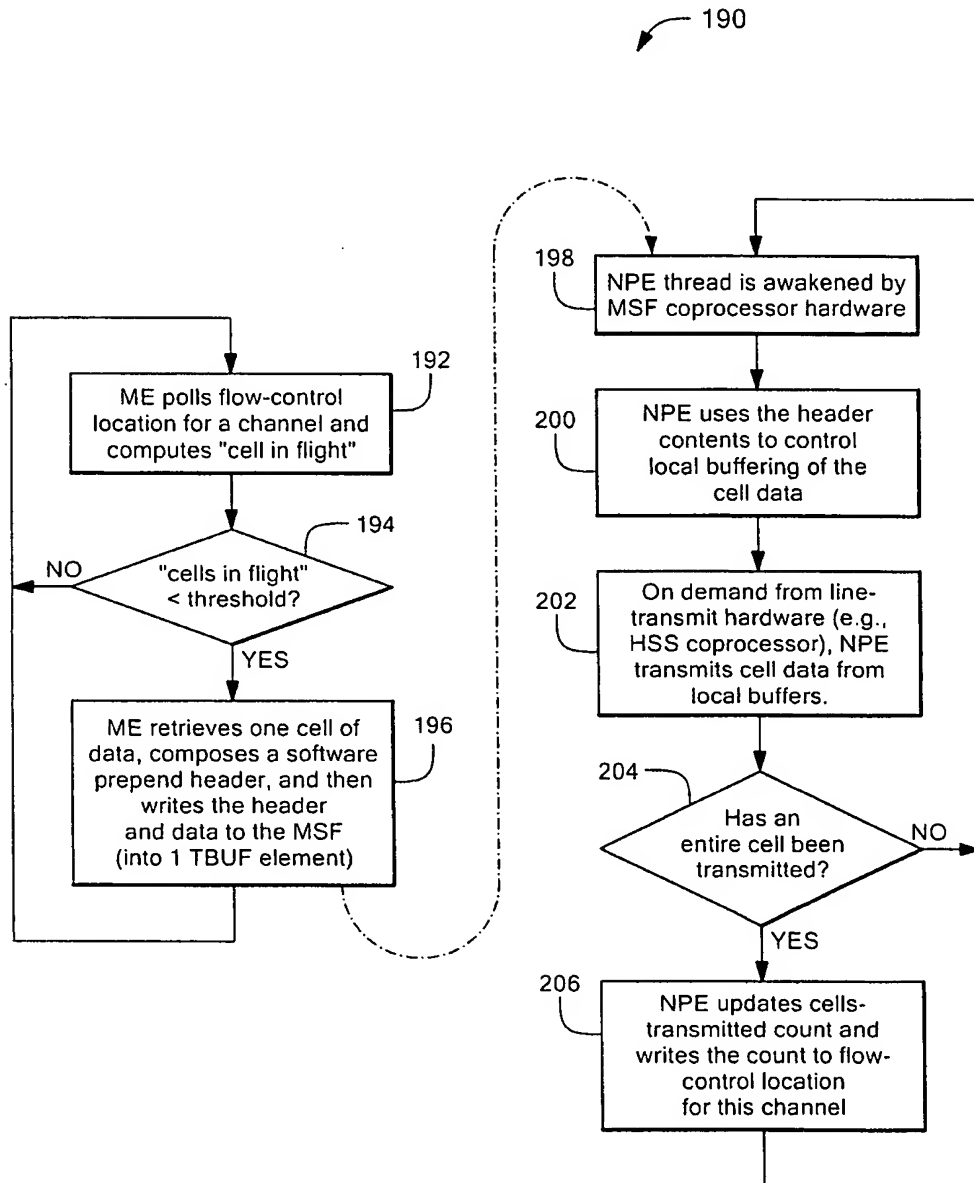 190
192
ME polls flow-control
location for a channel and
computes "cell in flight"
194
NO
"cells in flight"
< threshold?
YES
196
ME retrieves one cell of
data, composes a software
prepend header, and then
writes the header
and data to the MSF
(into 1 TBUF element)
198
NPE thread is awakened by
MSF coprocessor hardware
200
NPE uses the header
contents to control
local buffering of the
cell data
202
On demand from line-
transmit hardware (e.g.,
HSS coprocessor), NPE
transmits cell data from
local buffers.
204
Has an
entire cell been
transmitted?
NO
YES
206
NPE updates cells-
transmitted count and
writes the count to flow-
control location
for this channel